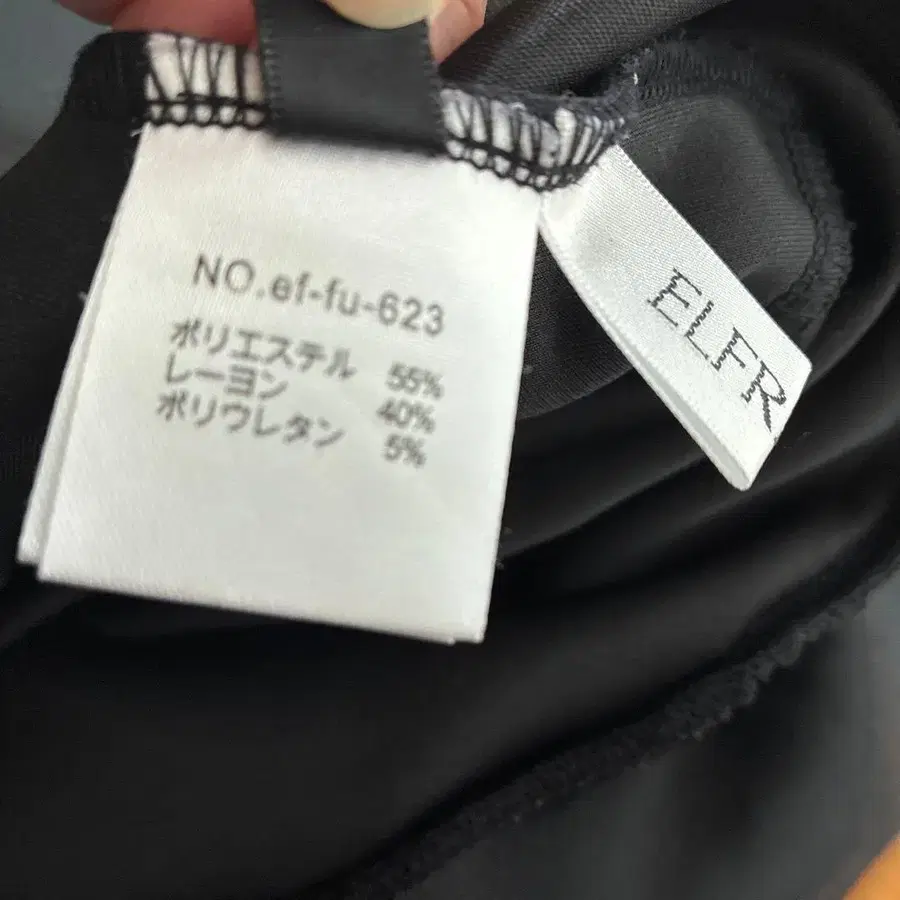 NO.ef-fu-623
ポリエステル 55%
レーヨン 40%
ポリウレタン 5%
ELFR